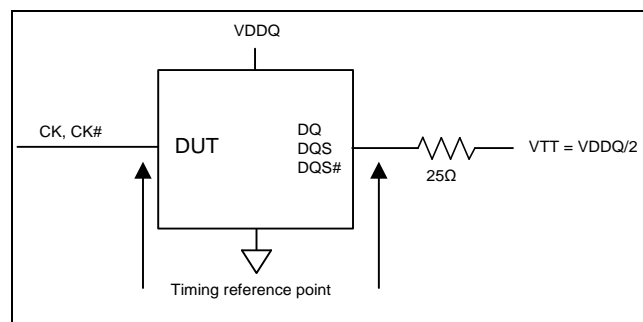 VDDQ
CK, CK#
DUT
DQ
DQS
DQS#
VTT = VDDQ/2
25Ω
Timing reference point